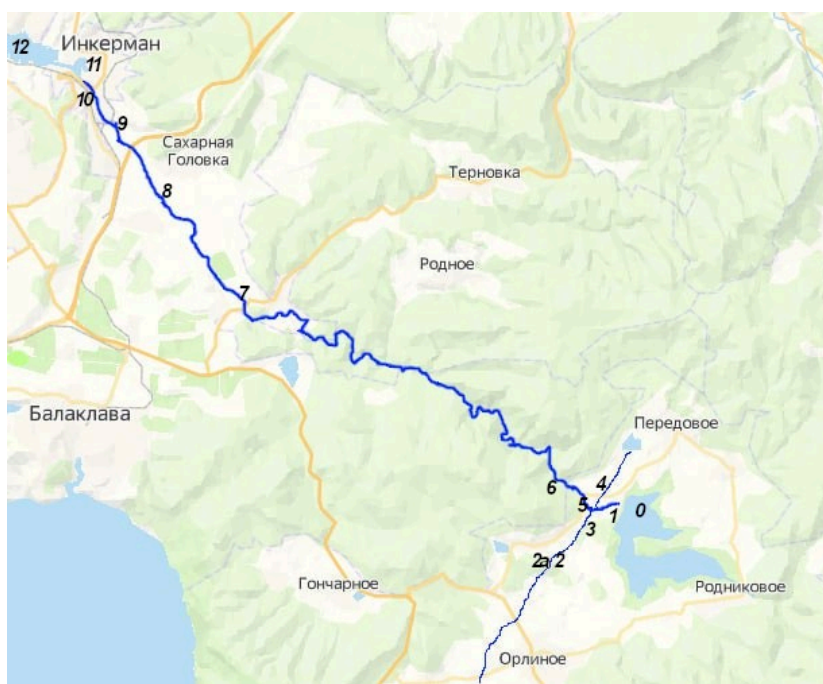 12
Инкерман
11
10
9
Сахарная
Головка
8
Терновка
Родное
7
Балаклава
Передовое
4
6
5
1
0
3
2а
2
Гончарное
Родниковое
Орлиное